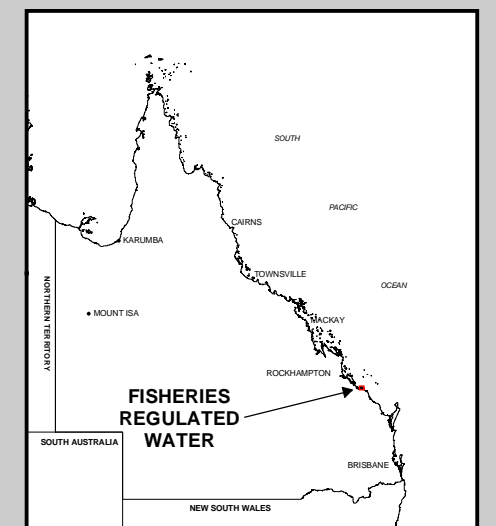 SOUTH
PACIFIC
CAIRNS
KARUMBA
TOWNSVILLE
OCEAN
NORTHERN TERRITORY
MOUNT ISA
MACKAY
ROCKHAMPTON
FISHERIES
REGULATED
WATER
SOUTH AUSTRALIA
BRISBANE
NEW SOUTH WALES